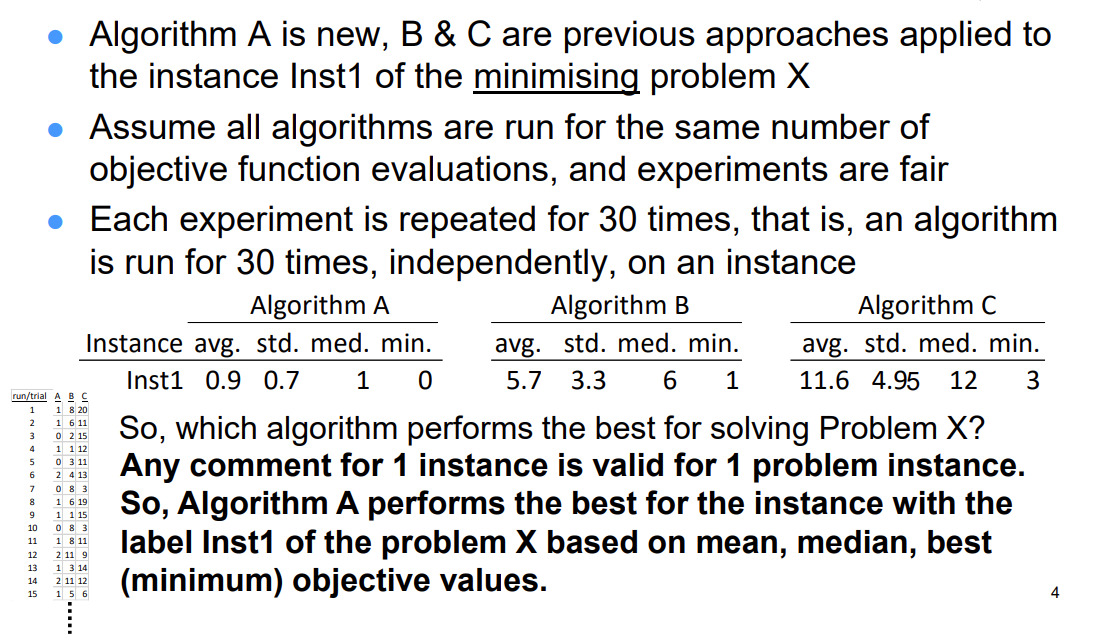 ● Algorithm A is new, B & C are previous approaches applied to
the instance Inst1 of the minimising problem X
● Assume all algorithms are run for the same number of
objective function evaluations, and experiments are fair
● Each experiment is repeated for 30 times, that is, an algorithm
is run for 30 times, independently, on an instance
Algorithm A Algorithm B Algorithm C
Instance avg. std. med. min. avg. std. med. min. avg. std. med. min.
Inst1 0.9 0.7 1 0 5.7 3.3 6 1 11.6 4.95 12 3
run/trial A B C
1 1 8 20
2 1 6 11
3 0 2 15
4 1 1 12
5 0 3 11
6 2 4 13
7 0 8 3
8 1 6 19
9 1 1 15
10 0 8 3
11 1 8 11
12 2 11 9
13 1 3 14
14 2 11 12
15 1 5 6
So, which algorithm performs the best for solving Problem X?
Any comment for 1 instance is valid for 1 problem instance.
So, Algorithm A performs the best for the instance with the
label Inst1 of the problem X based on mean, median, best
(minimum) objective values.
4